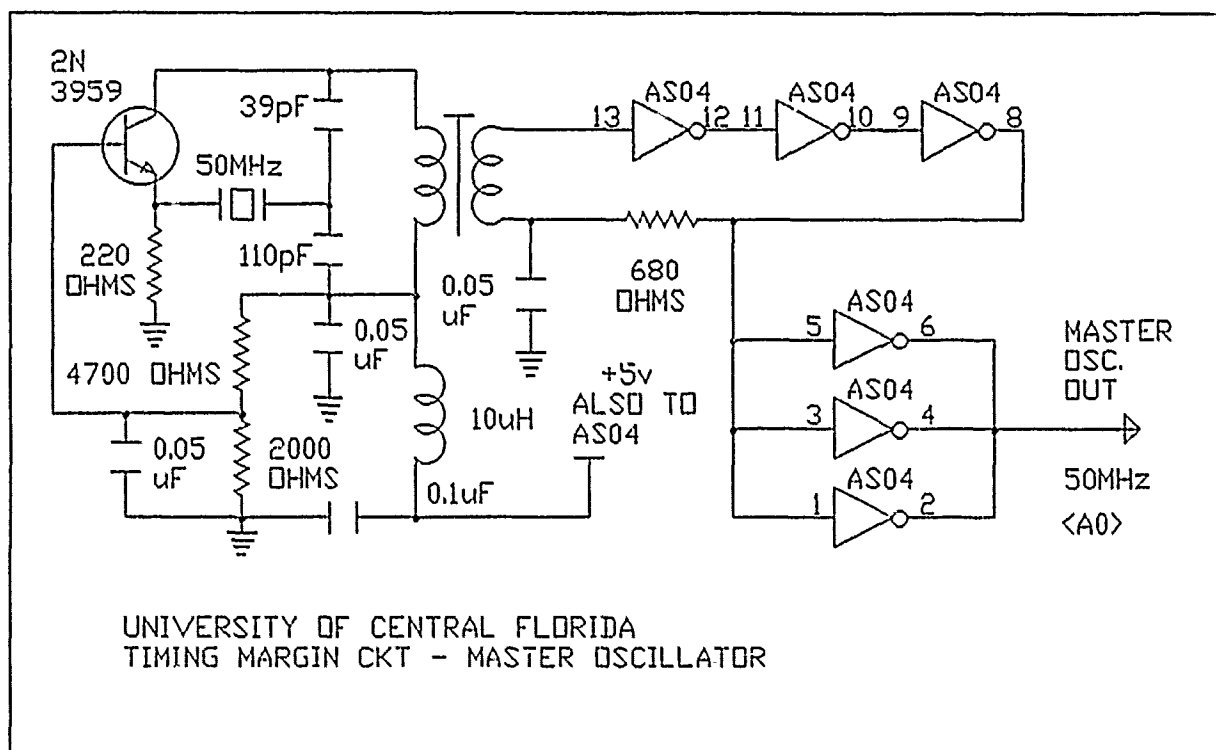 2N
3959
39pF
50MHz
220
OHMS
110pF
0.05
uF
4700 OHMS
0.05
uF
2000
OHMS
10uH
0.1uF
0.05
uF
680
OHMS
+5v
ALSO TO
AS04
13
AS04
12
11
AS04
10
9
AS04
8
5
AS04
6
3
AS04
4
1
AS04
2
MASTER
OSC.
OUT
50MHz
<A0>
UNIVERSITY OF CENTRAL FLORIDA
TIMING MARGIN CKT - MASTER OSCILLATOR